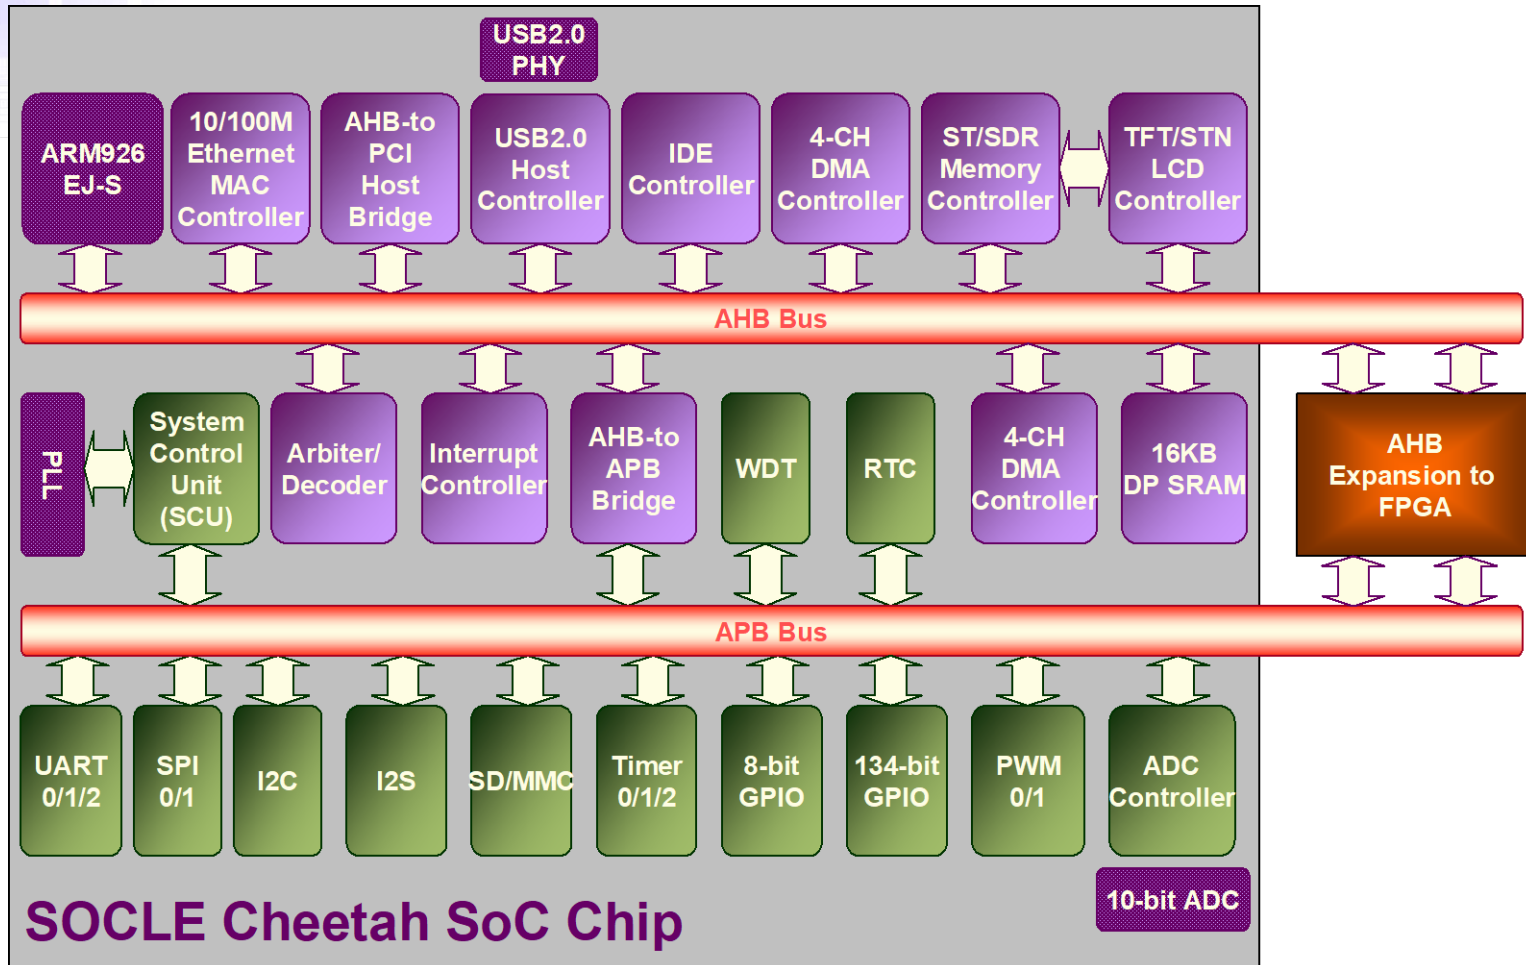 USB2.0
PHY
ARM926
EJ-S
10/100M
Ethernet
MAC
Controller
AHB-to
PCI
Host
Bridge
USB2.0
Host
Controller
IDE
Controller
4-CH
DMA
Controller
ST/SDR
Memory
Controller
TFT/STN
LCD
Controller
AHB Bus
PLL
System
Control
Unit
(SCU)
Arbiter/
Decoder
Interrupt
Controller
AHB-to
APB
Bridge
WDT
RTC
4-CH
DMA
Controller
16KB
DP SRAM
AHB
Expansion to
FPGA
APB Bus
UART
0/1/2
SPI
0/1
I2C
I2S
SD/MMC
Timer
0/1/2
8-bit
GPIO
134-bit
GPIO
PWM
0/1
ADC
Controller
10-bit ADC
SOCLE Cheetah SoC Chip